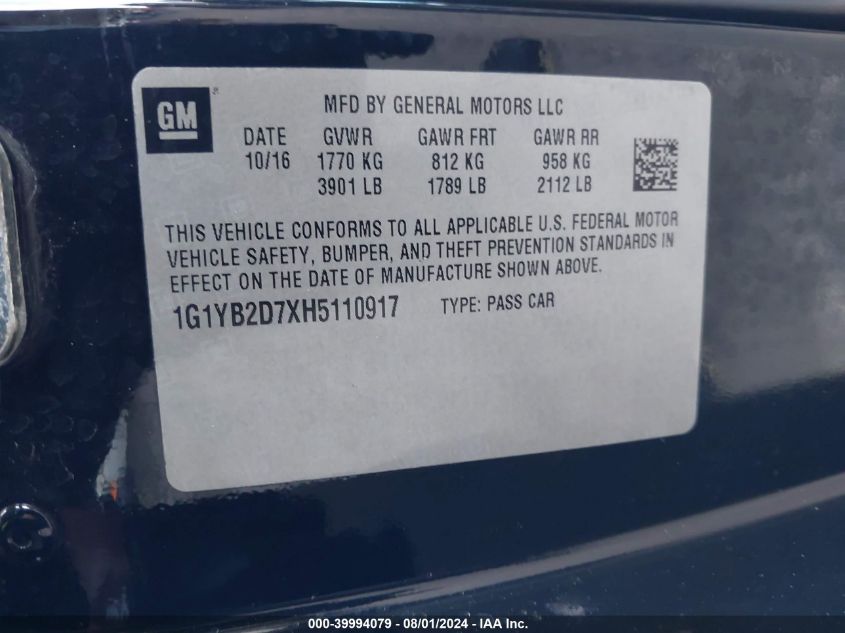 GM ®
MFD BY GENERAL MOTORS LLC
DATE GVWR GAWR FRT GAWR RR
10/16 1770 KG 812 KG 958 KG
3901 LB 1789 LB 2112 LB
THIS VEHICLE CONFORMS TO ALL APPLICABLE U.S. FEDERAL MOTOR
VEHICLE SAFETY, BUMPER, AND THEFT PREVENTION STANDARDS IN
EFFECT ON THE DATE OF MANUFACTURE SHOWN ABOVE.
1G1YB2D7XH5110917 TYPE: PASS CAR
000-39994079 - 08/01/2024 - IAA Inc.